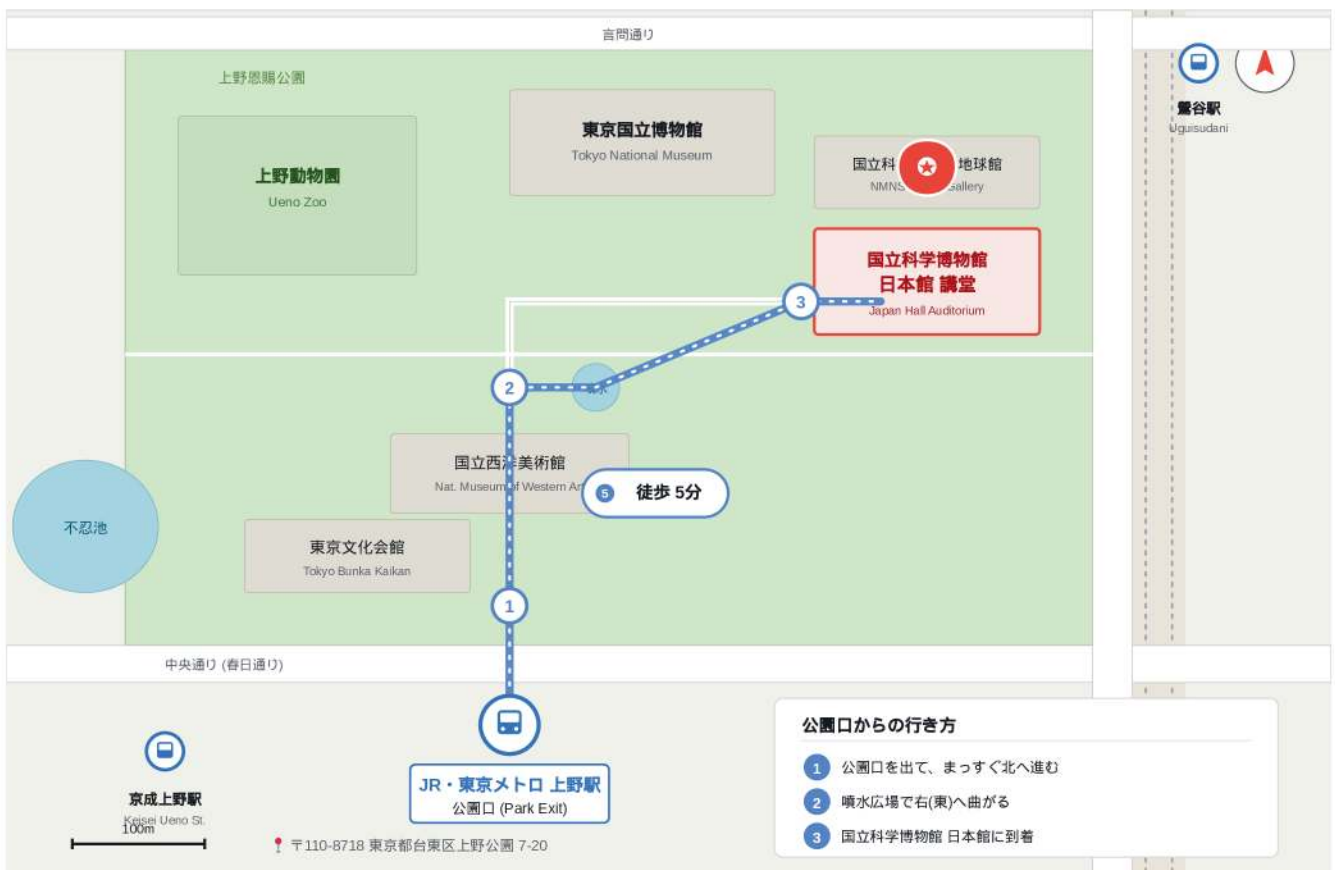 言問通り
上野恩賜公園
鶯谷駅
Uguisudani
東京国立博物館
Tokyo National Museum
上野動物園
Ueno Zoo
国立科 地球館
NMNS
国立科学博物館
日本館 講堂
Japan Hall Auditorium
3
2
国立西洋美術館
Nat. Museum of Western Ar
5 徒歩 5分
不忍池
東京文化会館
Tokyo Bunka Kaikan
1
中央通り (春日通り)
JR・東京メトロ 上野駅
公園口 (Park Exit)
京成上野駅
Keisei Ueno St.
100m
〒110-8718 東京都台東区上野公園 7-20
公園口からの行き方
1 公園口を出て、まっすぐ北へ進む
2 噴水広場で右(東)へ曲がる
3 国立科学博物館 日本館に到着